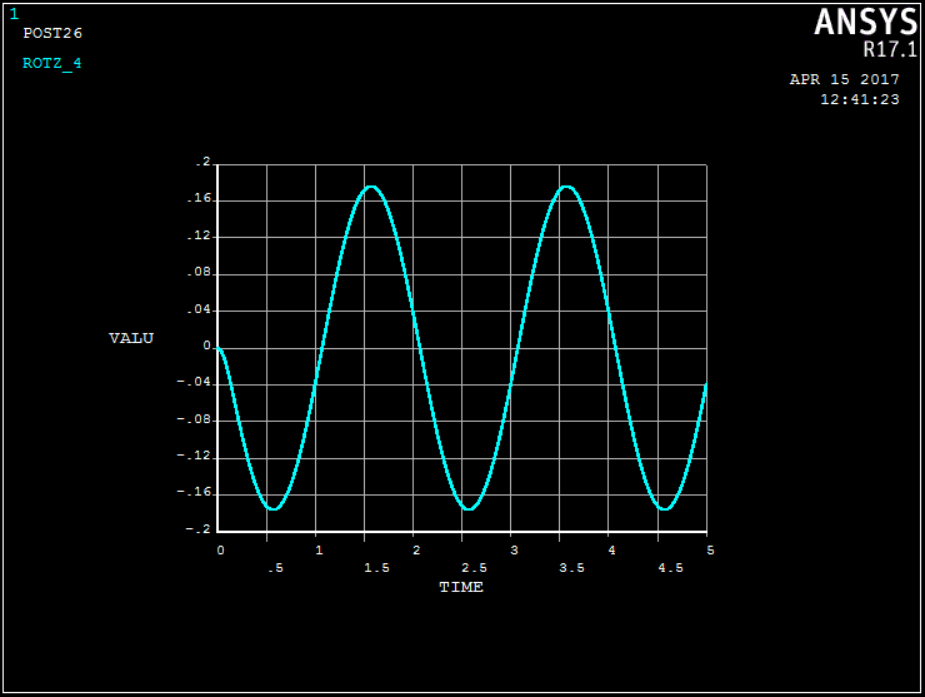 1
POST26
ROTZ_4
ANSYS
R17.1
APR 15 2017
12:41:23
.2
.16
.12
.08
.04
VALU
0
-.04
-.08
-.12
-.16
-.2
0 1 2 3 4 5
.5 1.5 2.5 3.5 4.5
TIME